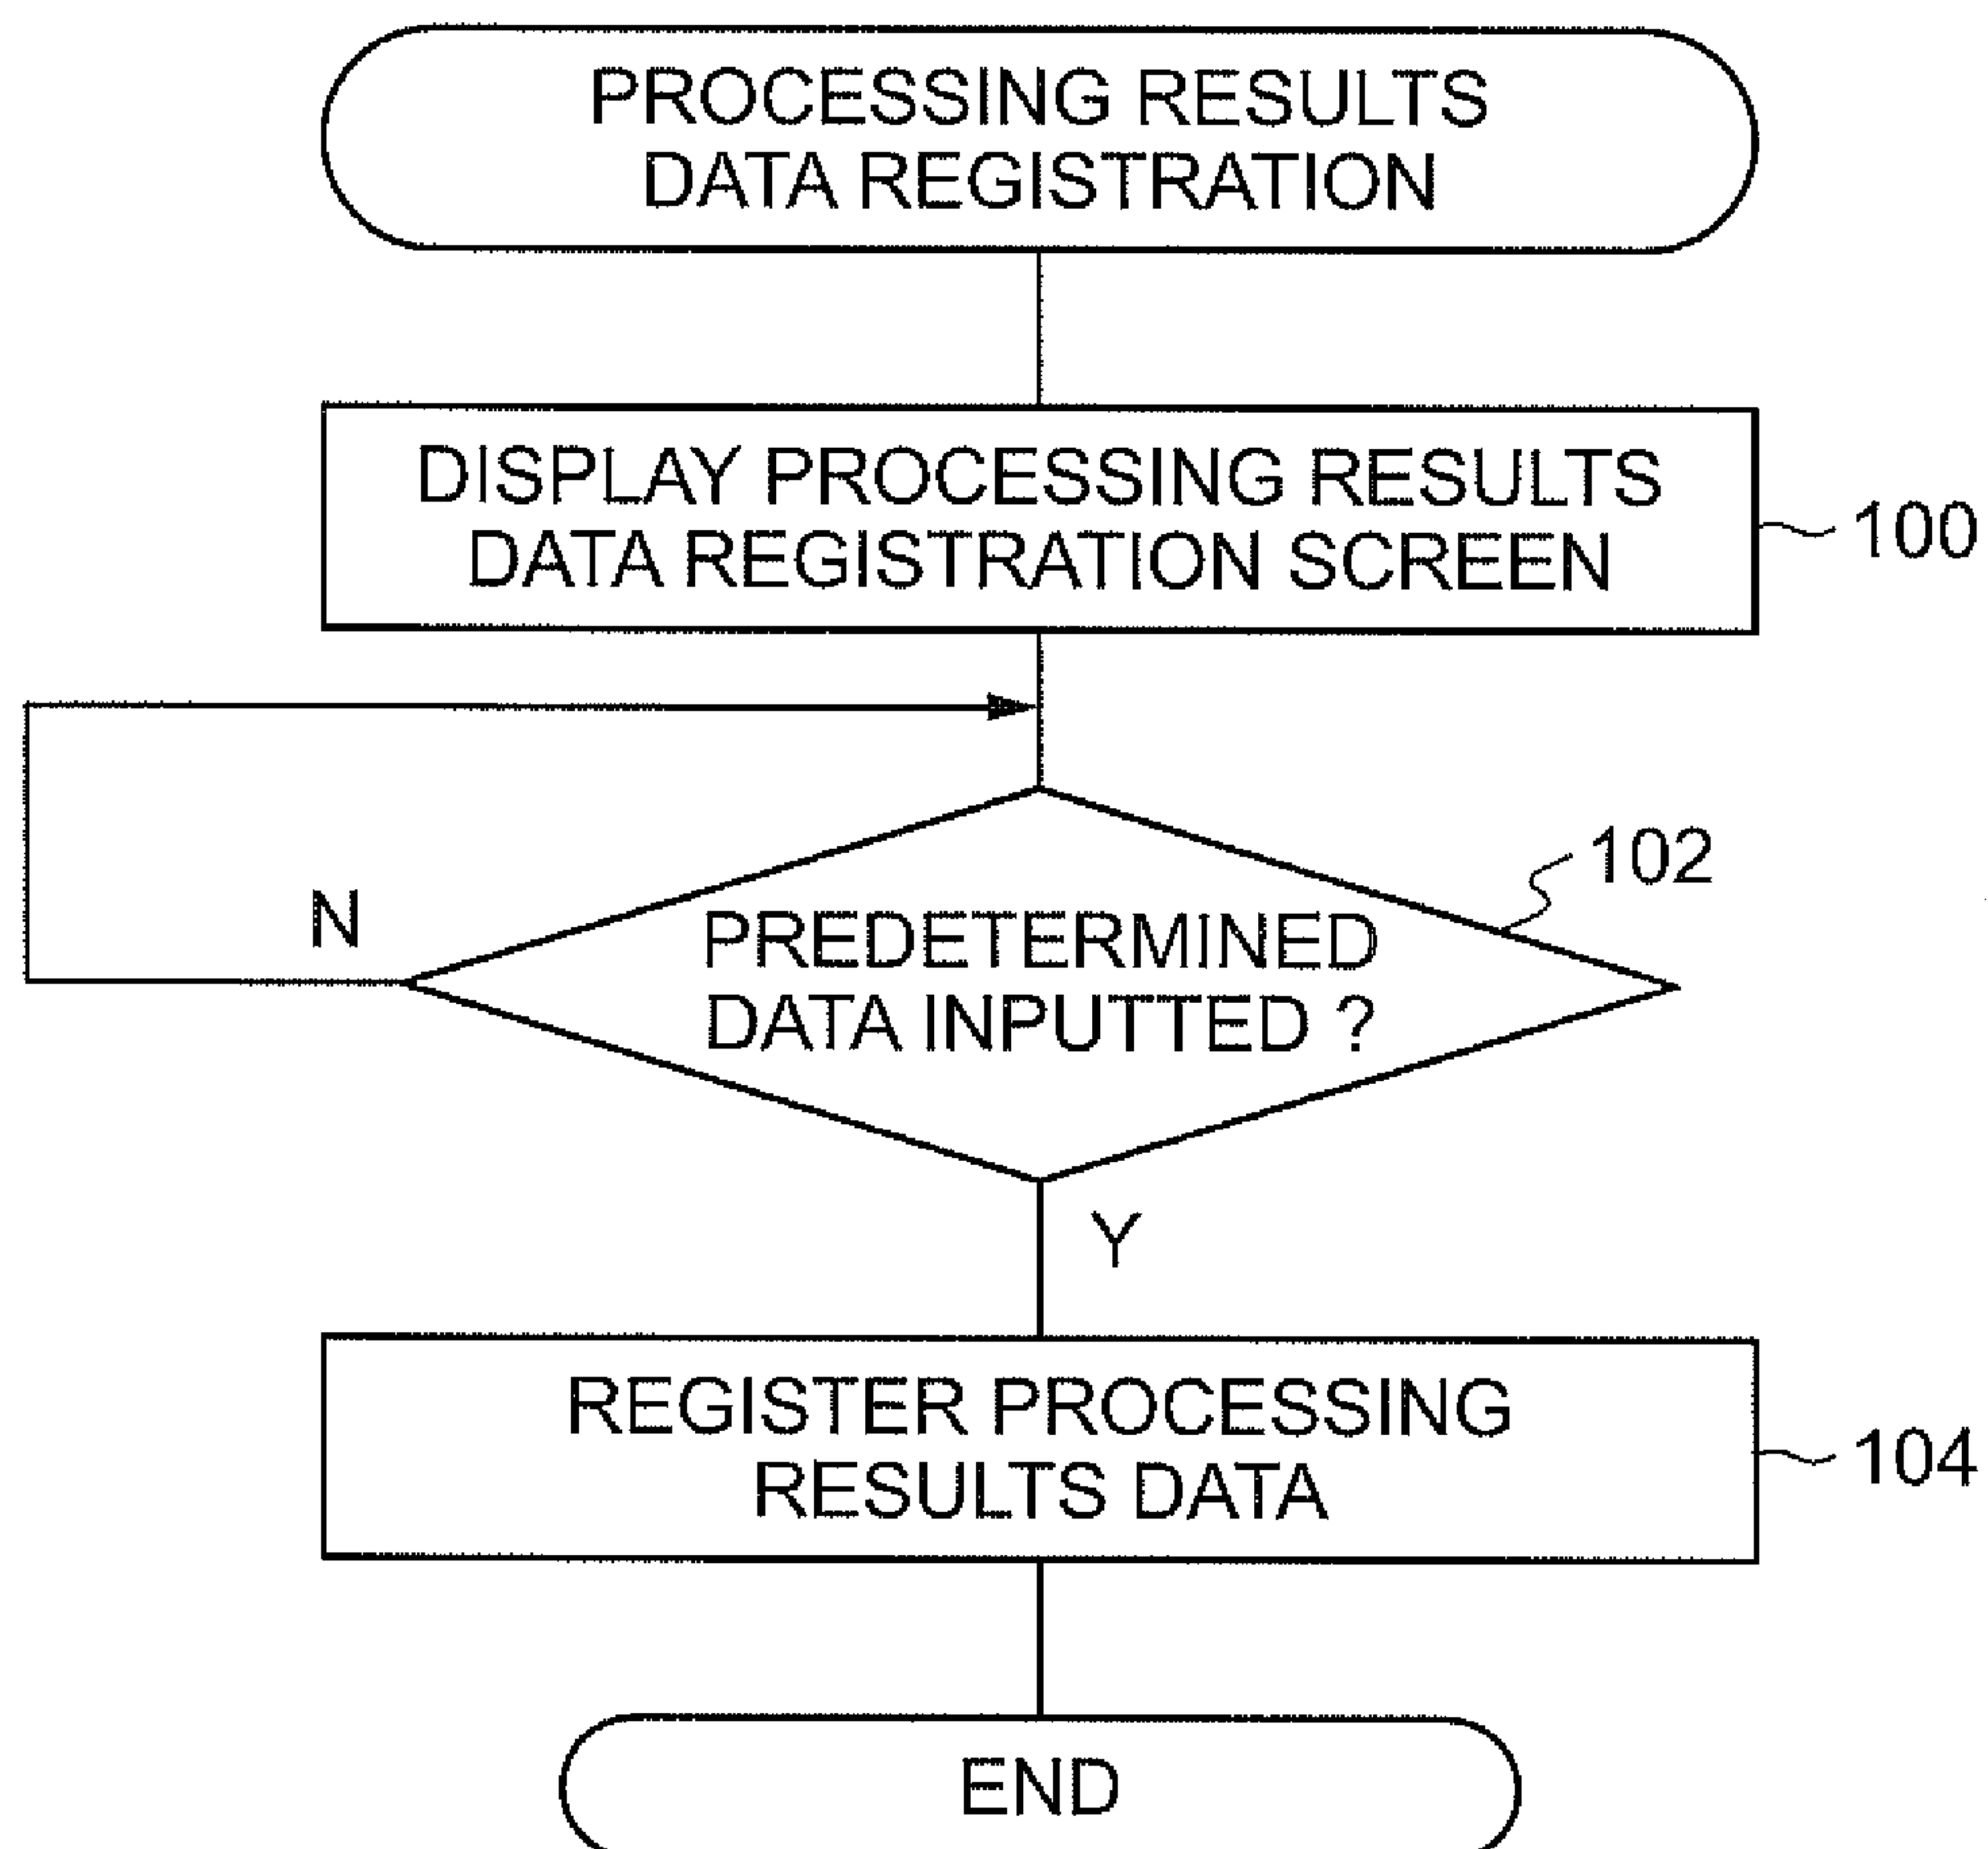 PROCESSING RESULTS
DATA REGISTRATION
DISPLAY PROCESSING RESULTS
DATA REGISTRATION SCREEN
100
102
N
PREDETERMINED
DATA INPUTTED ?
Y
REGISTER PROCESSING
RESULTS DATA
104
END